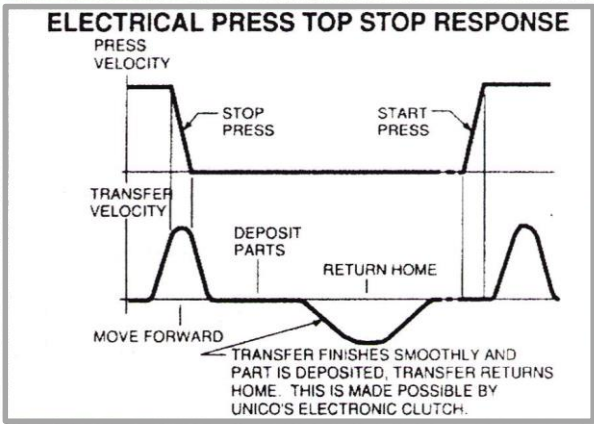 ELECTRICAL PRESS TOP STOP RESPONSE
PRESS
VELOCITY
STOP
PRESS
START
PRESS
TRANSFER
VELOCITY
DEPOSIT
PARTS
RETURN HOME
MOVE FORWARD
TRANSFER FINISHES SMOOTHLY AND
PART IS DEPOSITED, TRANSFER RETURNS
HOME. THIS IS MADE POSSIBLE BY
UNICO'S ELECTRONIC CLUTCH.